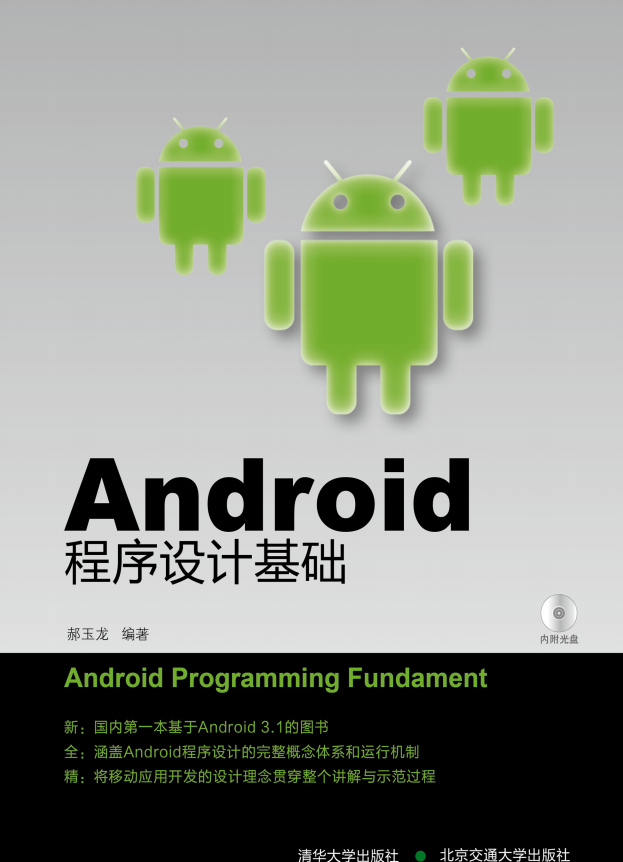 Android
程序设计基础
郝玉龙 编著
内附光盘
Android Programming Fundament
新：国内第一本基于Android 3.1的图书
全：涵盖Android程序设计的完整概念体系和运行机制
精：将移动应用开发的设计理念贯穿整个讲解与示范过程
清华大学出版社 ● 北京交通大学出版社